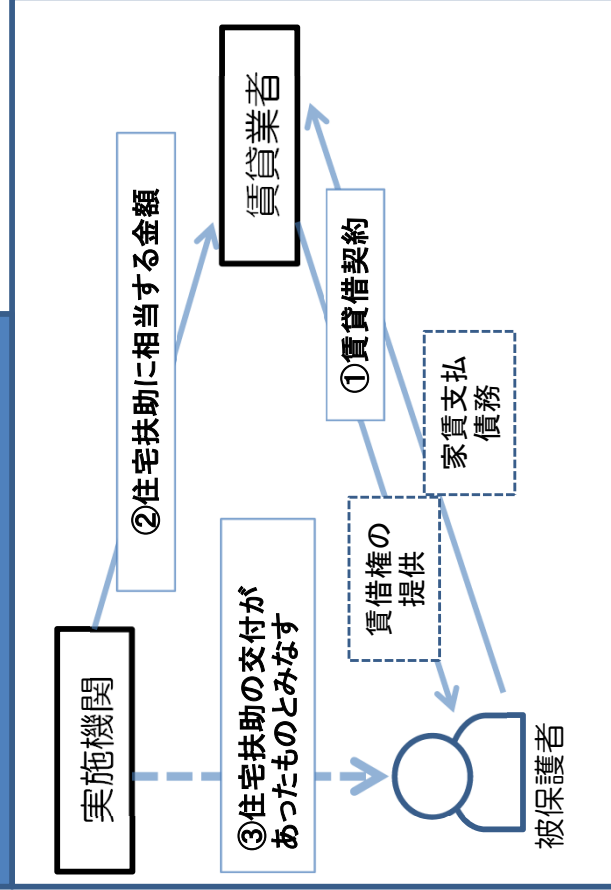 実施機関
②住宅扶助に相当する金額
賃貸業者
③住宅扶助の交付が
あったものとみなす
①賃貸借契約
賃借権の
提供
家賃支払
債務
被保護者